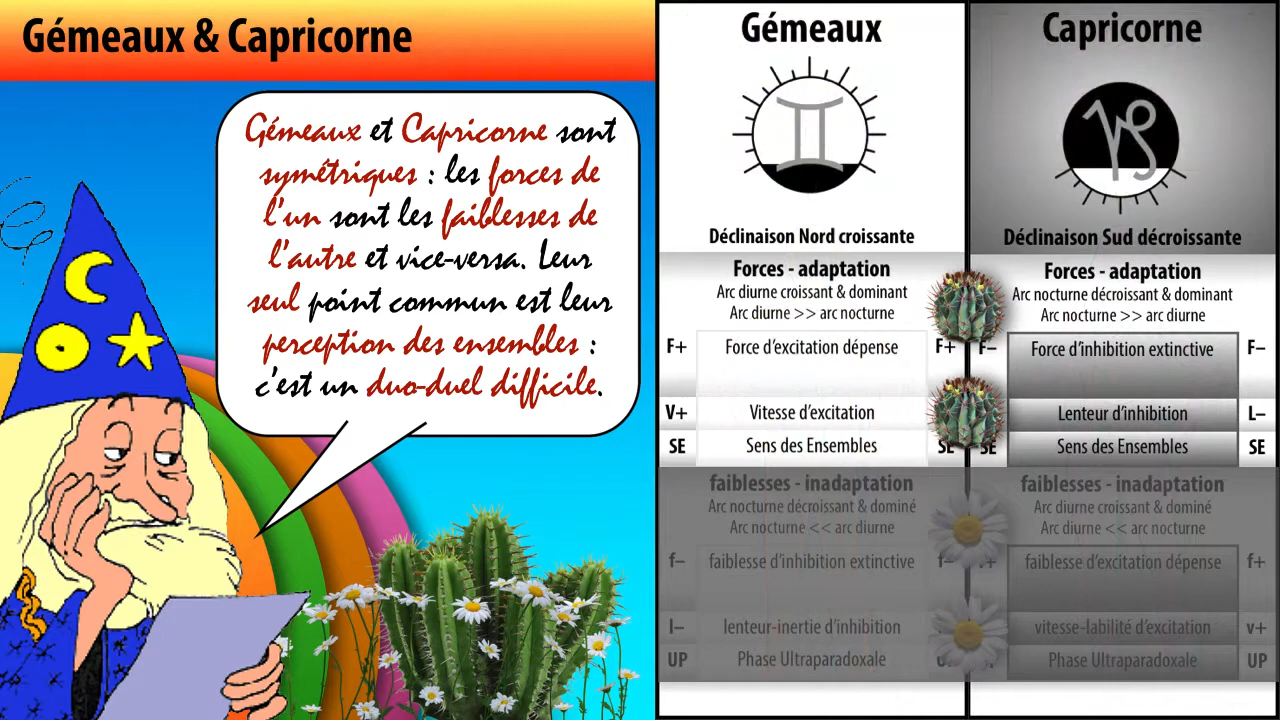 Gémeaux & Capricorne
Gémeaux et Capricorne sont
symétriques : les forces de
l'un sont les faiblesses de
l'autre et vice-versa. Leur
seul point commun est leur
perception des ensembles :
c'est un duo-duel difficile.
Gémeaux
Déclinaison Nord croissante
Forces - adaptation
Arc diurne croissant & dominant
Arc diurne >> arc nocturne
F+ Force d'excitation dépense F+
V+ Vitesse d'excitation
SE Sens des Ensembles SE
faiblesses - inadaptation
Arc nocturne décroissant & dominé
Arc nocturne << arc diurne
f– faiblesse d'inhibition extinctive f–
l– lenteur-inertie d'inhibition
UP Phase Ultraparadoxale
Capricorne
Déclinaison Sud décroissante
Forces - adaptation
Arc nocturne décroissant & dominant
Arc nocturne >> arc diurne
F– Force d'inhibition extinctive F–
Lenteur d'inhibition L–
SE Sens des Ensembles SE
faiblesses - inadaptation
Arc diurne croissant & dominé
Arc diurne << arc nocturne
faiblesse d'excitation dépense f+
vitesse-labilité d'excitation v+
Phase Ultraparadoxale UP